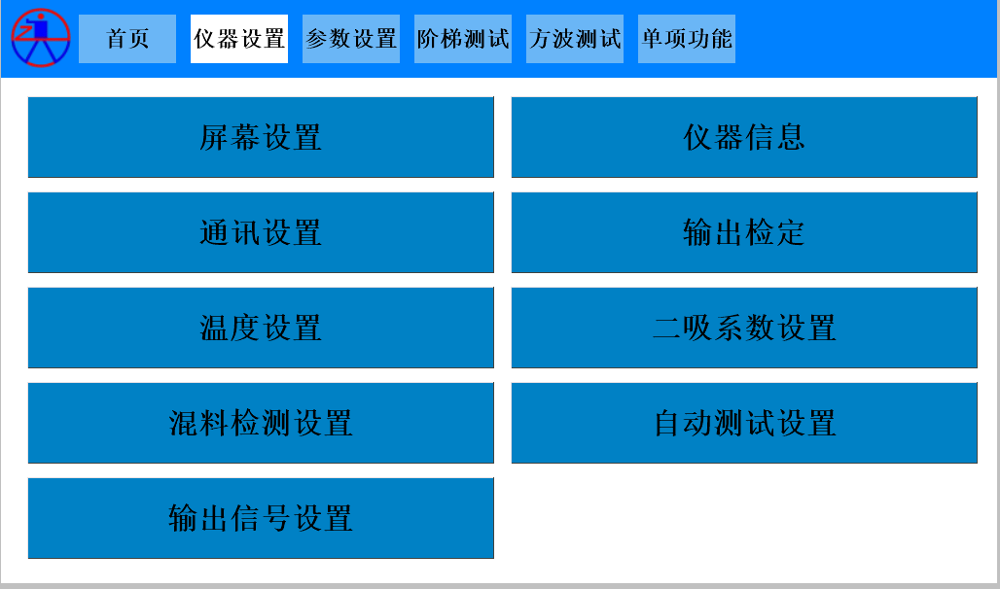 首页 仪器设置 参数设置 阶梯测试 方波测试 单项功能
屏幕设置 仪器信息
通讯设置 输出检定
温度设置 二吸系数设置
混料检测设置 自动测试设置
输出信号设置